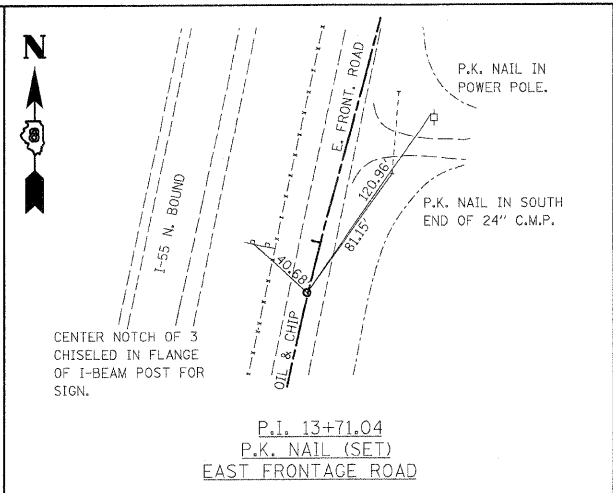 N
P.K. NAIL IN
POWER POLE.
E. FRONT. ROAD
I-55 N. BOUND
120.96'
81.15'
P.K. NAIL IN SOUTH
END OF 24" C.M.P.
40.68'
OIL & CHIP
CENTER NOTCH OF 3
CHISELED IN FLANGE
OF I-BEAM POST FOR
SIGN.
P.I. 13+71.04
P.K. NAIL (SET)
EAST FRONTAGE ROAD